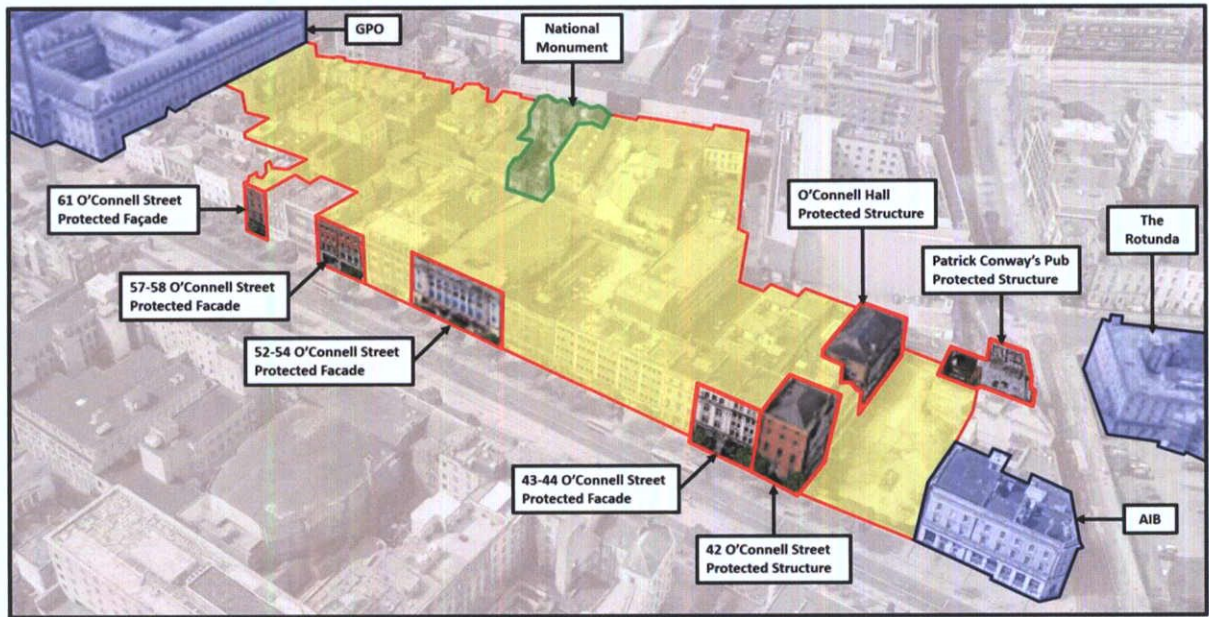 GPO
National
Monument
61 O'Connell Street
Protected Façade
O'Connell Hall
Protected Structure
The
Rotunda
Patrick Conway's Pub
Protected Structure
57-58 O'Connell Street
Protected Facade
52-54 O'Connell Street
Protected Facade
43-44 O'Connell Street
Protected Facade
AIB
42 O'Connell Street
Protected Structure